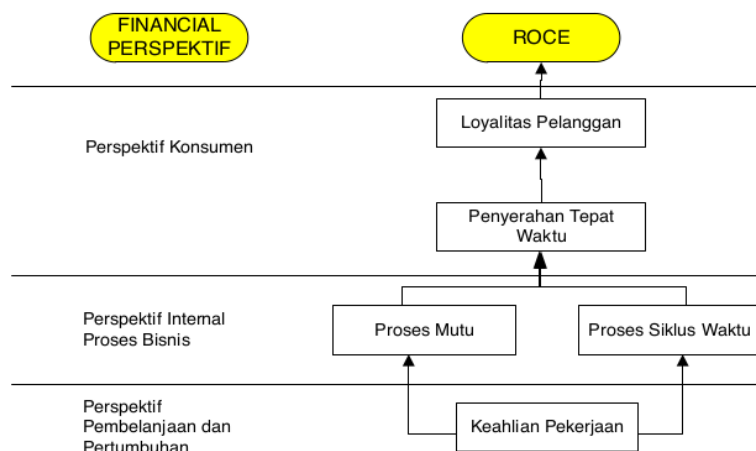 FINANCIAL
PERSPEKTIF
ROCE
Perspektif Konsumen
Loyalitas Pelanggan
Penyerahan Tepat
Waktu
Perspektif Internal
Proses Bisnis
Proses Mutu
Proses Siklus Waktu
Perspektif
Pembelanjaan dan
Pertumbuhan
Keahlian Pekerjaan